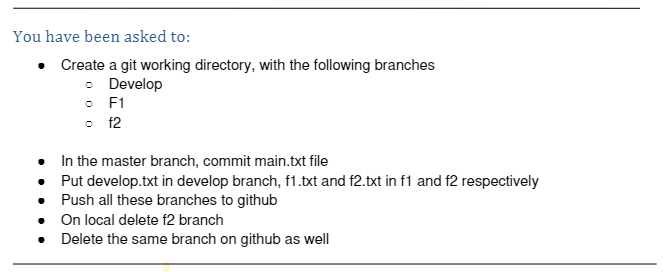 You have been asked to:
● Create a git working directory, with the following branches
○ Develop
○ F1
○ f2
● In the master branch, commit main.txt file
● Put develop.txt in develop branch, f1.txt and f2.txt in f1 and f2 respectively
● Push all these branches to github
● On local delete f2 branch
● Delete the same branch on github as well